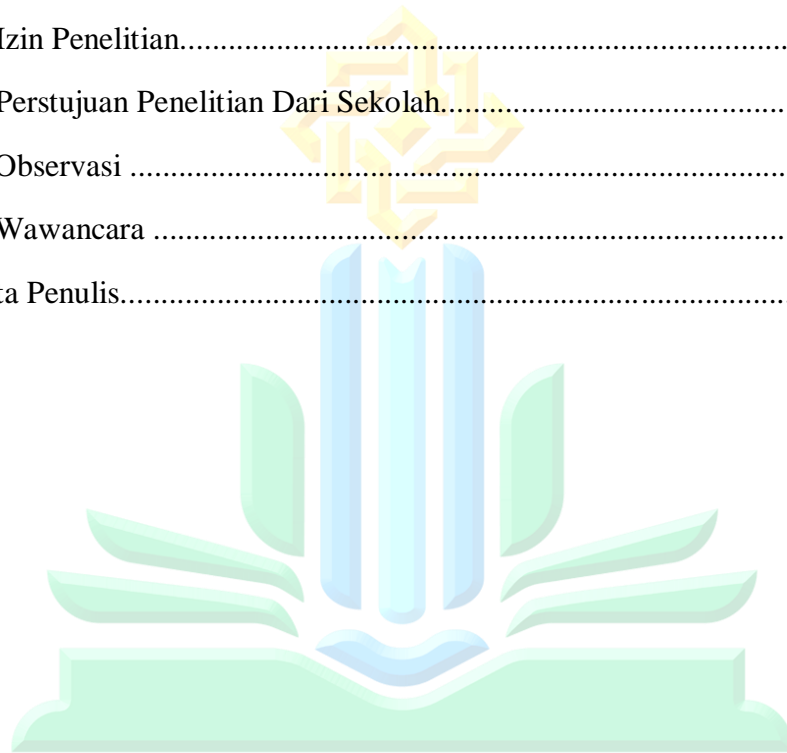 Izin Penelitian.......................................................................................
Perstujuan Penelitian Dari Sekolah.................................................
Observasi .............................................................................................
Wawancara ..........................................................................................
ta Penulis..............................................................................................